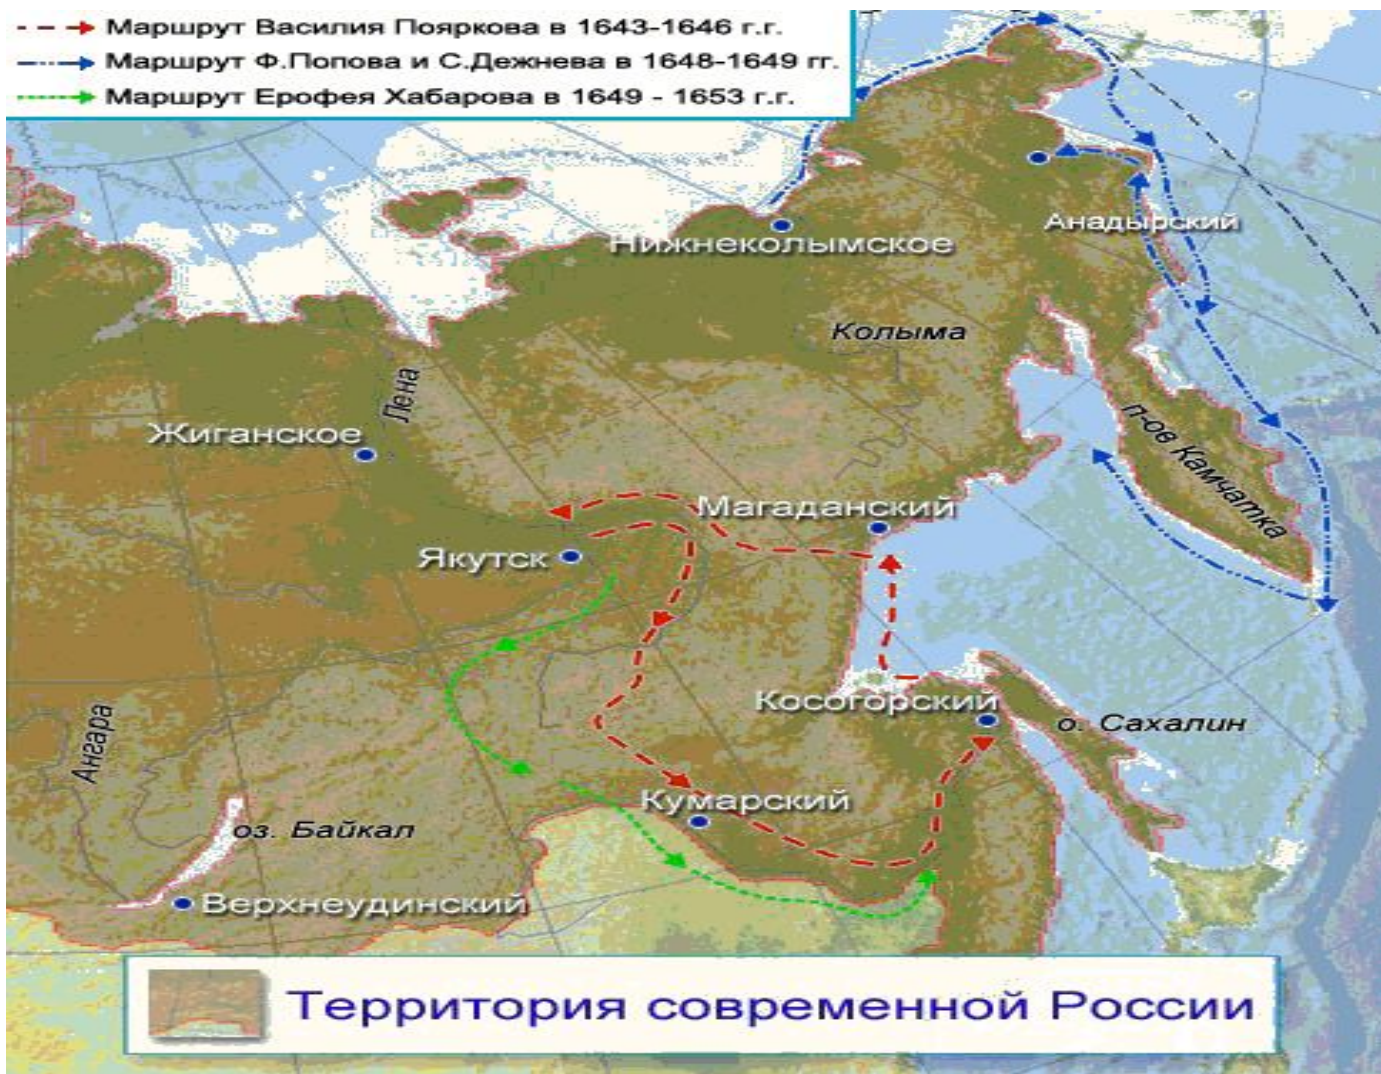 Маршрут Василия Пояркова в 1643-1646 г.г.
Маршрут Ф.Попова и С.Дежнева в 1648-1649 гг.
Маршрут Ерофея Хабарова в 1649 - 1653 г.г.
Анадырский
Нижнеколымское
Колыма
Лена
Жиганское
п-ов Камчатка
Магаданский
Якутск
Косогорский
о. Сахалин
Ангара
Кумарский
оз. Байкал
Верхнеудинский
Территория современной России